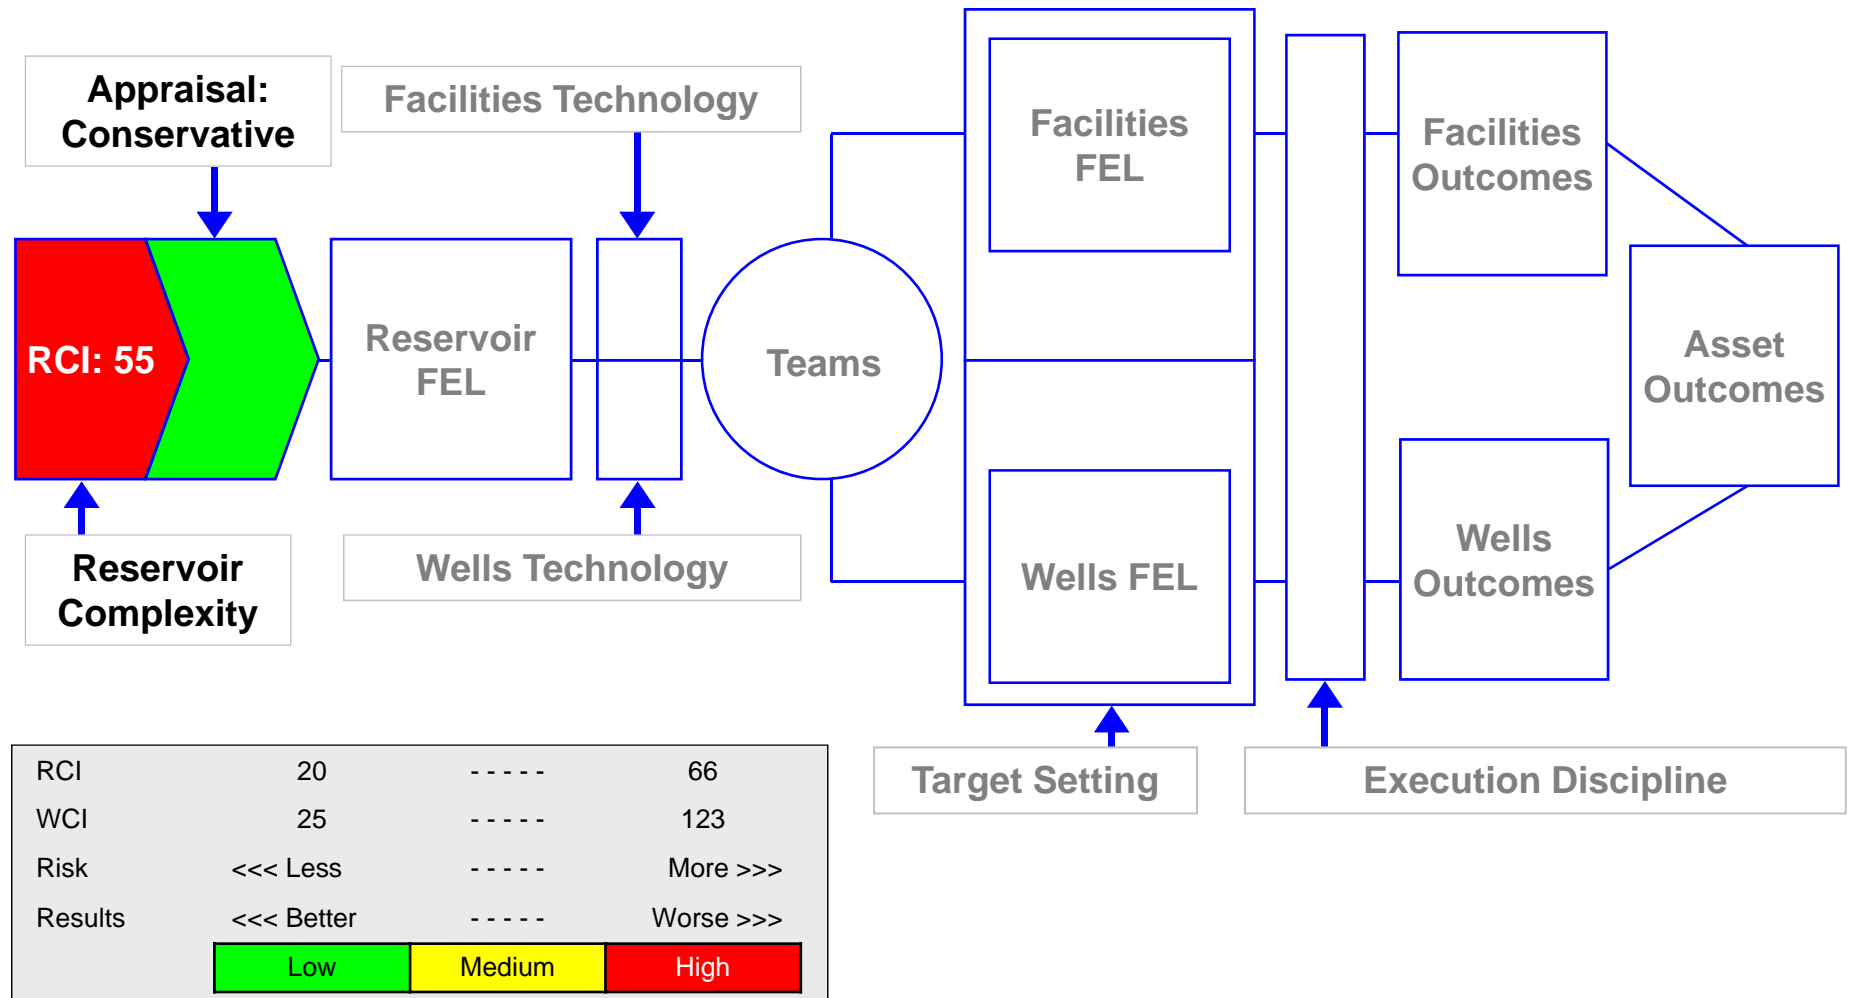 Appraisal:
Conservative
Facilities Technology
Facilities
FEL
Facilities
Outcomes
RCI: 55
Reservoir
FEL
Teams
Asset
Outcomes
Reservoir
Complexity
Wells Technology
Wells FEL
Wells
Outcomes
Target Setting
Execution Discipline
RCI 20 - - - - - 66
WCI 25 - - - - - 123
Risk <<< Less - - - - - More >>>
Results <<< Better - - - - - Worse >>>
Low Medium High